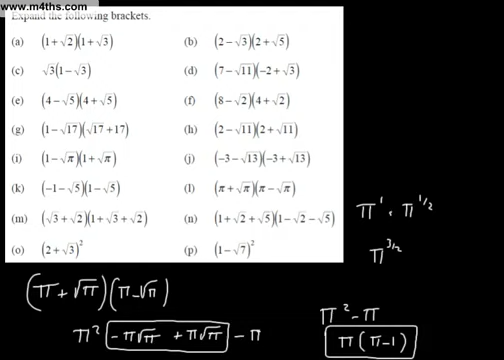 www.m4ths.com
Expand the following brackets.
(a) (1+√2)(1+√3) (b) (2−√3)(2+√5)
(c) √3(1−√3) (d) (7−√11)(−2+√3)
(e) (4−√5)(4+√5) (f) (8−√2)(4+√2)
(g) (1−√17)(√17+17) (h) (2−√11)(2+√11)
(i) (1−√π)(1+√π) (j) (−3−√13)(−3+√13)
(k) (−1−√5)(1−√5) (l) (π+√π)(π−√π)
(m) (√3+√2)(1+√3+√2) (n) (1+√2+√5)(1−√2−√5)
(o) (2+√3)² (p) (1−√7)²
π¹ · π^1/2
π^3/2
(π+√π)(π−√π)
π² −π√π +π√π −π
π² − π
π(π−1)